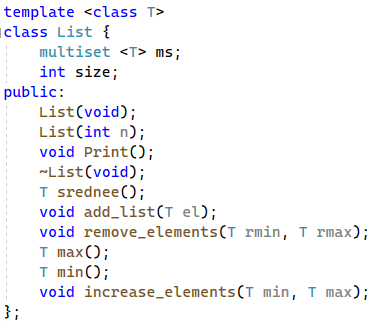 template <class T>
class List {
    multiset <T> ms;
    int size;
public:
    List(void);
    List(int n);
    void Print();
    ~List(void);
    T srednee();
    void add_list(T el);
    void remove_elements(T rmin, T rmax);
    T max();
    T min();
    void increase_elements(T min, T max);
};